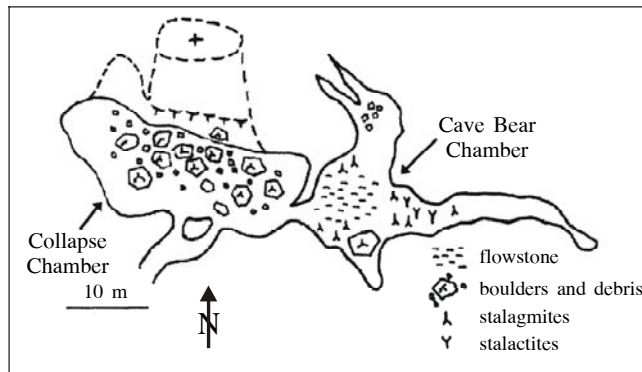 Cave Bear
Chamber
Collapse
Chamber
10 m
N
flowstone
boulders and debris
stalagmites
stalactites